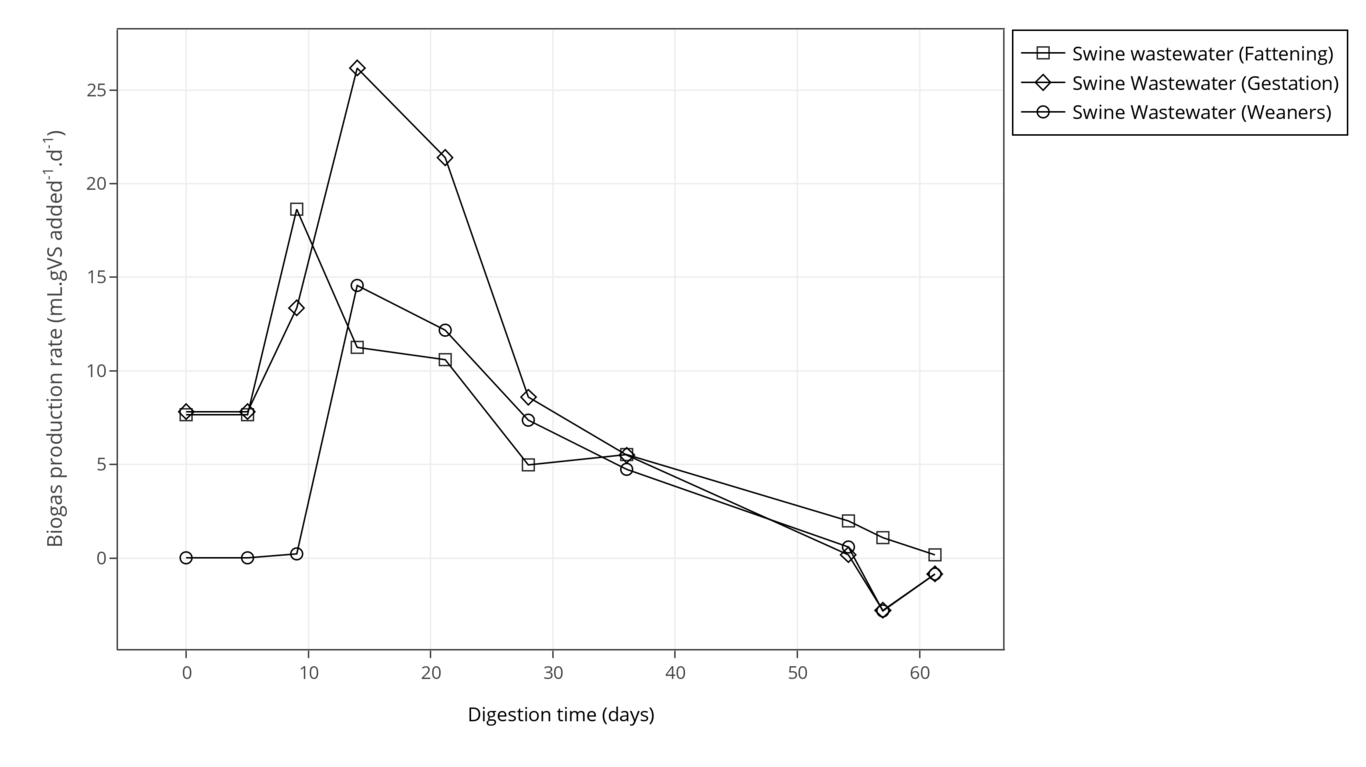 Swine wastewater (Fattening)
Swine Wastewater (Gestation)
Swine Wastewater (Weaners)
Biogas production rate (mL.gVS added⁻¹.d⁻¹)
25
20
15
10
5
0
0 10 20 30 40 50 60
Digestion time (days)